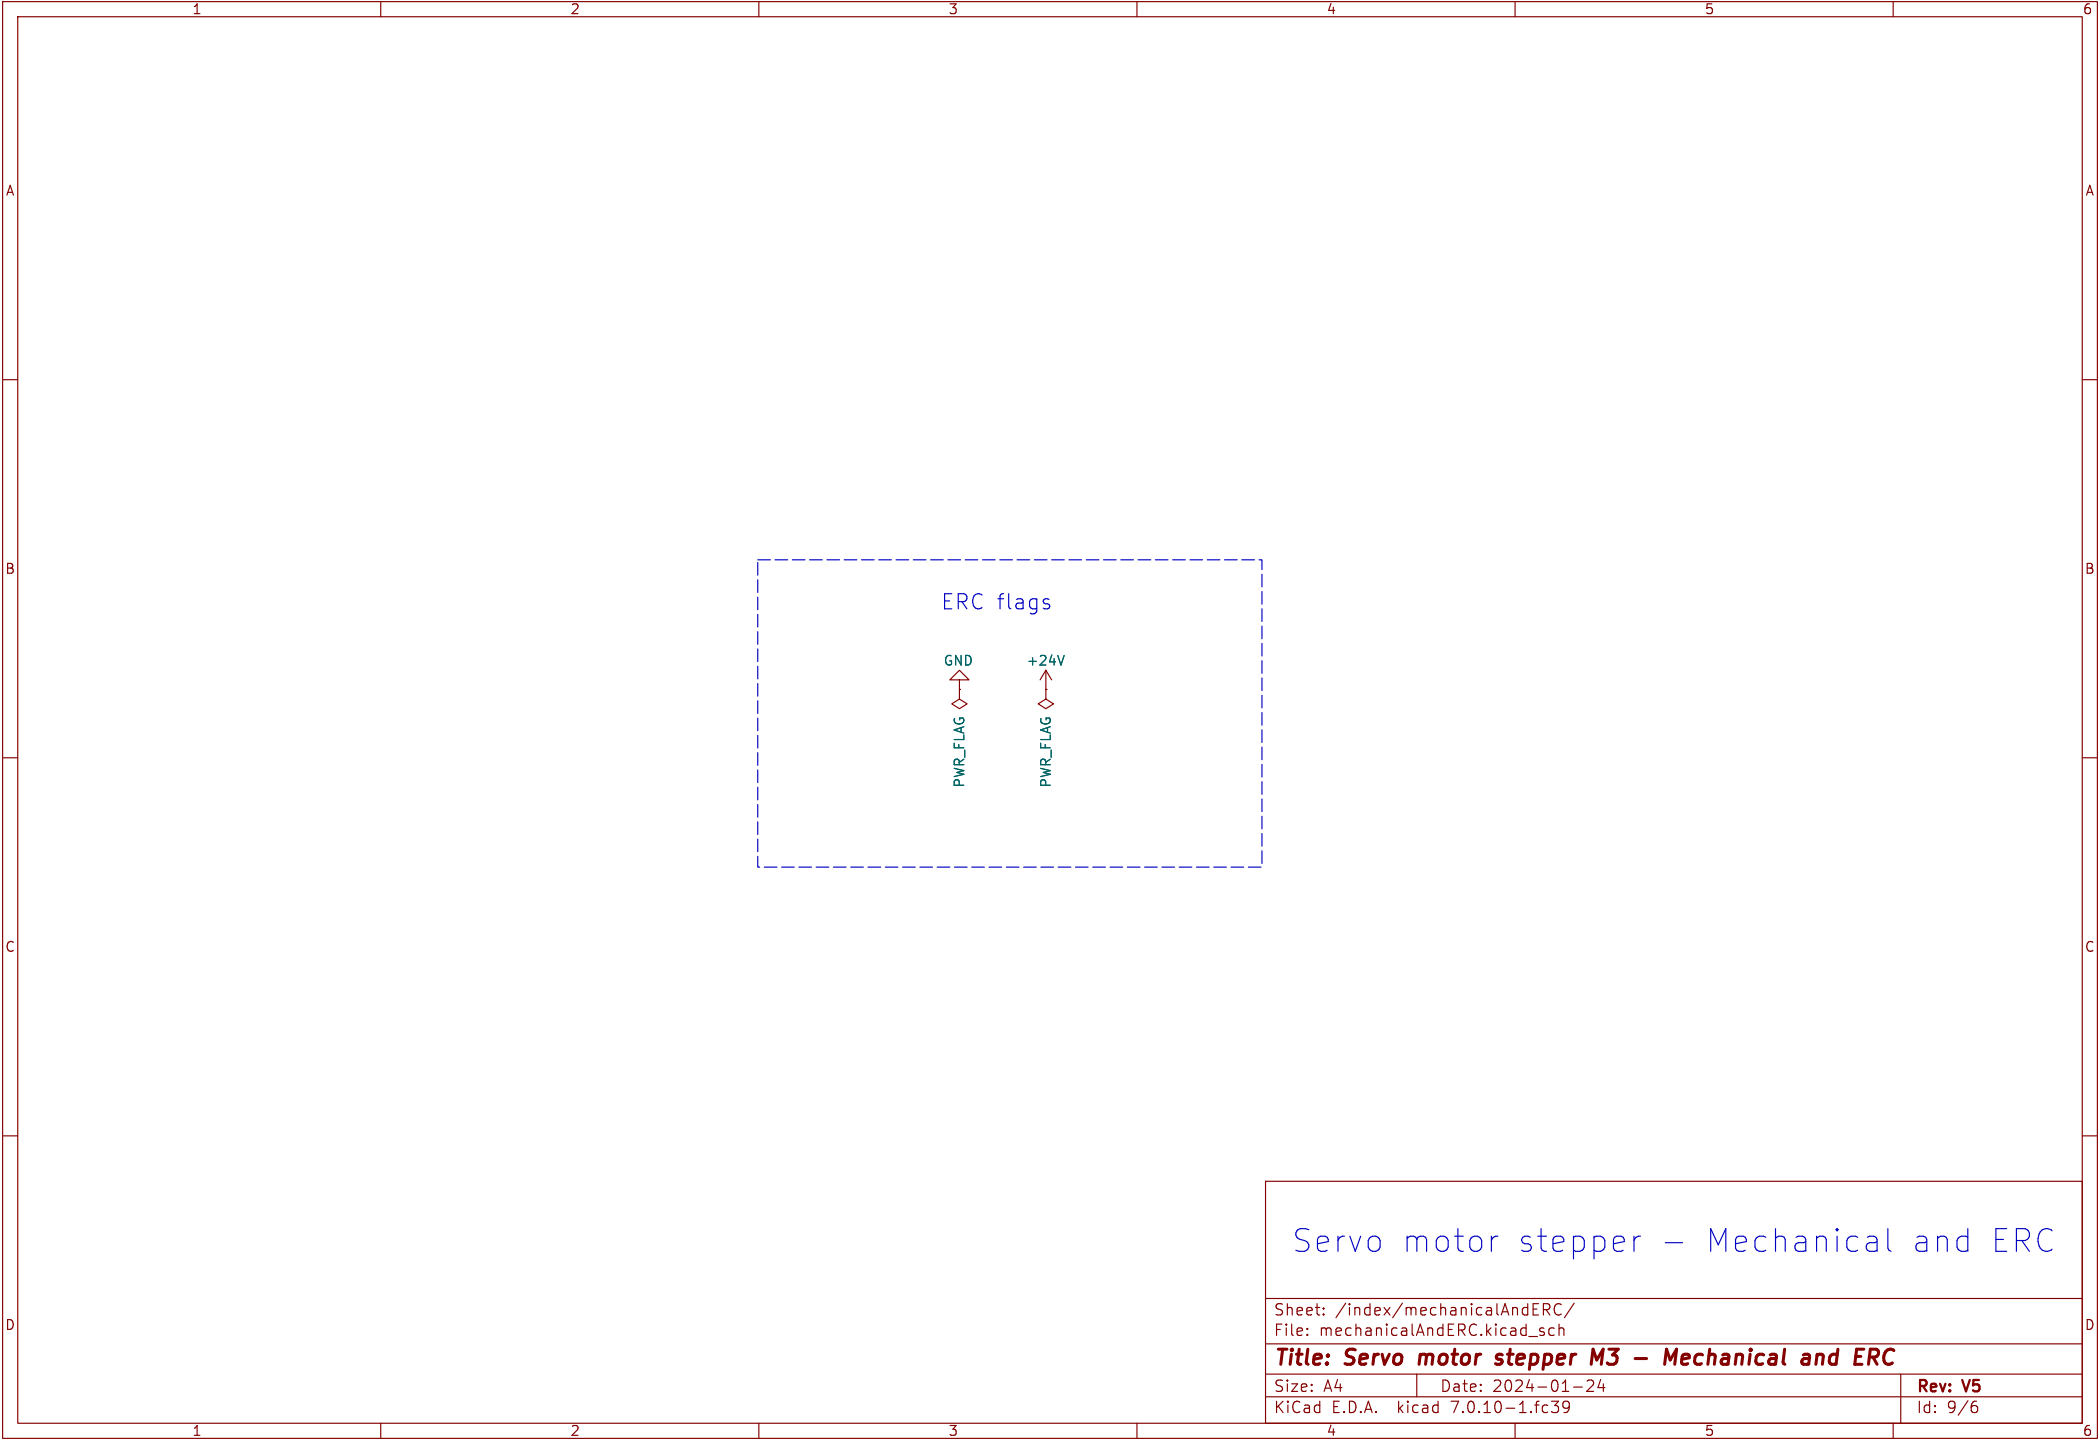 1 2 3 4 5 6
A A
B B
ERC flags
GND +24V
PWR_FLAG PWR_FLAG
C C
Servo motor stepper – Mechanical and ERC
Sheet: /index/mechanicalAndERC/
D D
File: mechanicalAndERC.kicad_sch
Title: Servo motor stepper M3 – Mechanical and ERC
Size: A4 Date: 2024-01-24 Rev: V5
KiCad E.D.A. kicad 7.0.10-1.fc39 Id: 9/6
1 2 3 4 5 6